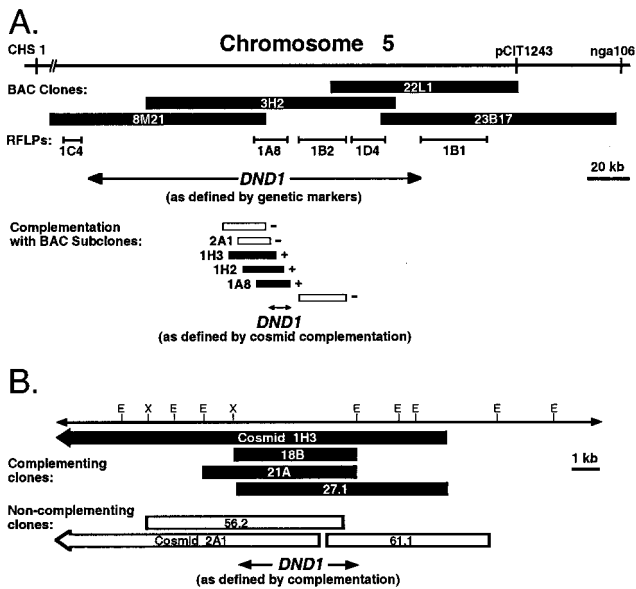 A.
CHS 1
Chromosome 5
pCIT1243
nga106
BAC Clones:
22L1
3H2
8M21
23B17
RFLPs:
1C4
1A8
1B2
1D4
1B1
DND1
20 kb
(as defined by genetic markers)
Complementation
with BAC Subclones:
-
2A1
-
1H3
+
1H2
+
1A8
+
-
DND1
(as defined by cosmid complementation)
B.
E X E E X E E E E E
Cosmid 1H3
18B
1 kb
Complementing
clones:
21A
27.1
Non-complementing
clones:
56.2
Cosmid 2A1
61.1
DND1
(as defined by complementation)